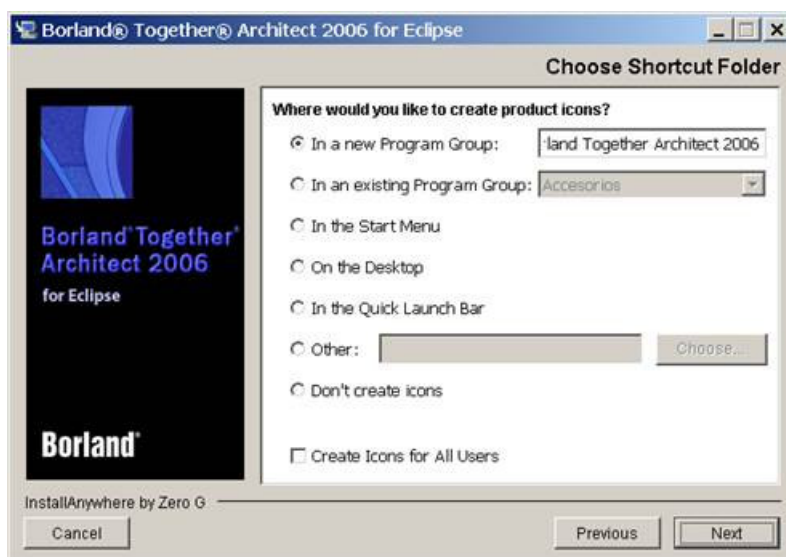 Borland® Together® Architect 2006 for Eclipse
Choose Shortcut Folder
Where would you like to create product icons?
In a new Program Group: land Together Architect 2006
In an existing Program Group: Accesorios
In the Start Menu
On the Desktop
In the Quick Launch Bar
Other: Choose...
Don't create icons
Create Icons for All Users
Borland® Together®
Architect 2006
for Eclipse
Borland®
InstallAnywhere by Zero G
Cancel Previous Next